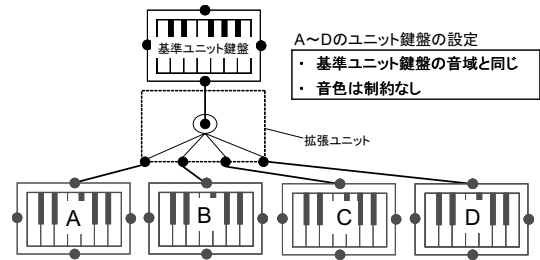 A～Dのユニット鍵盤の設定
基準ユニット鍵盤
・ 基準ユニット鍵盤の音域と同じ
・ 音色は制約なし
拡張ユニット
A
B
C
D